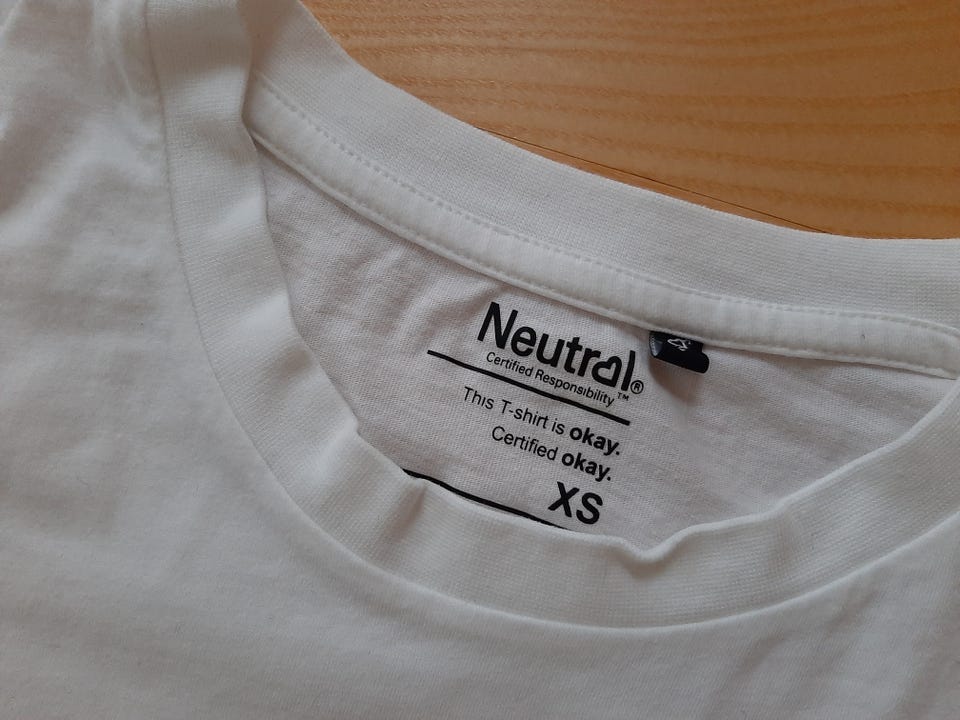 Neutral®
Certified Responsibility™
This T-shirt is okay.
Certified okay.
XS